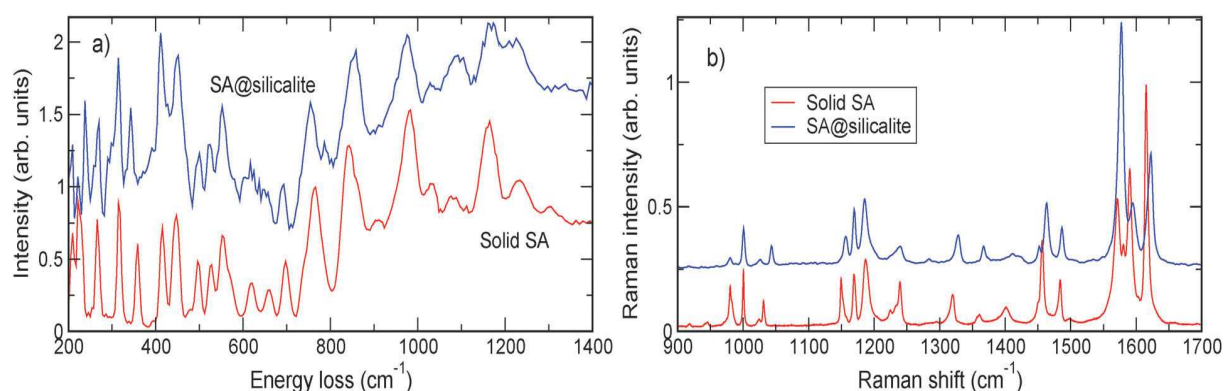 a)
SA@silicalite
Solid SA
Intensity (arb. units)
0
0.5
1
1.5
2
200 400 600 800 1000 1200 1400
Energy loss (cm⁻¹)
b)
Solid SA
SA@silicalite
Raman intensity (arb. units)
0
0.5
1
900 1000 1100 1200 1300 1400 1500 1600 1700
Raman shift (cm⁻¹)